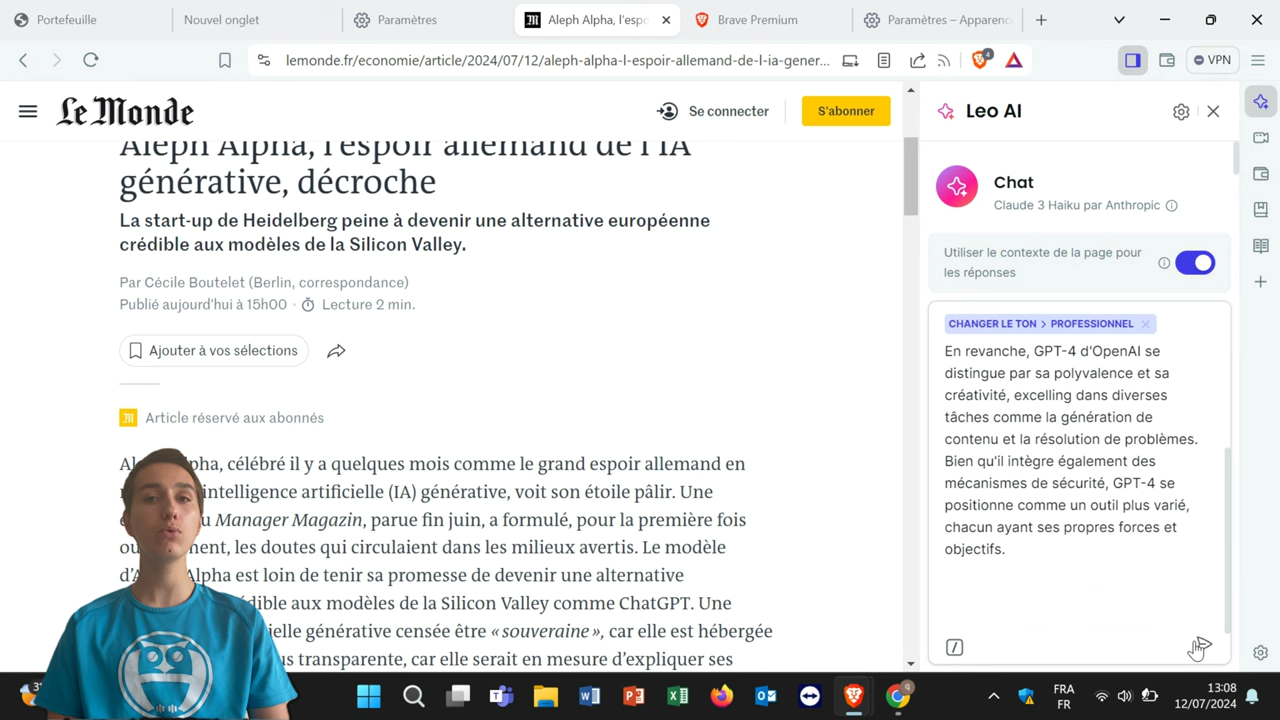 Portefeuille
Nouvel onglet
Paramètres
Aleph Alpha, l'espo
Brave Premium
Paramètres – Apparenc
lemonde.fr/economie/article/2024/07/12/aleph-alpha-l-espoir-allemand-de-l-ia-gener...
4
VPN
Le Monde
Se connecter
S'abonner
Aleph Alpha, l'espoir allemand de l'IA
générative, décroche
La start-up de Heidelberg peine à devenir une alternative européenne
crédible aux modèles de la Silicon Valley.
Par Cécile Boutelet (Berlin, correspondance)
Publié aujourd'hui à 15h00 · Lecture 2 min.
Ajouter à vos sélections
M Article réservé aux abonnés
célébré il y a quelques mois comme le grand espoir allemand en
intelligence artificielle (IA) générative, voit son étoile pâlir. Une
Manager Magazin, parue fin juin, a formulé, pour la première fois
les doutes qui circulaient dans les milieux avertis. Le modèle
Alpha est loin de tenir sa promesse de devenir une alternative
aux modèles de la Silicon Valley comme ChatGPT. Une
générative censée être « souveraine », car elle est hébergée
transparente, car elle serait en mesure d'expliquer ses
Leo AI
Chat
Claude 3 Haiku par Anthropic
Utiliser le contexte de la page pour
les réponses
CHANGER LE TON > PROFESSIONNEL
En revanche, GPT-4 d'OpenAI se
distingue par sa polyvalence et sa
créativité, excelling dans diverses
tâches comme la génération de
contenu et la résolution de problèmes.
Bien qu'il intègre également des
mécanismes de sécurité, GPT-4 se
positionne comme un outil plus varié,
chacun ayant ses propres forces et
objectifs.
/
FRA
FR
13:08
12/07/2024